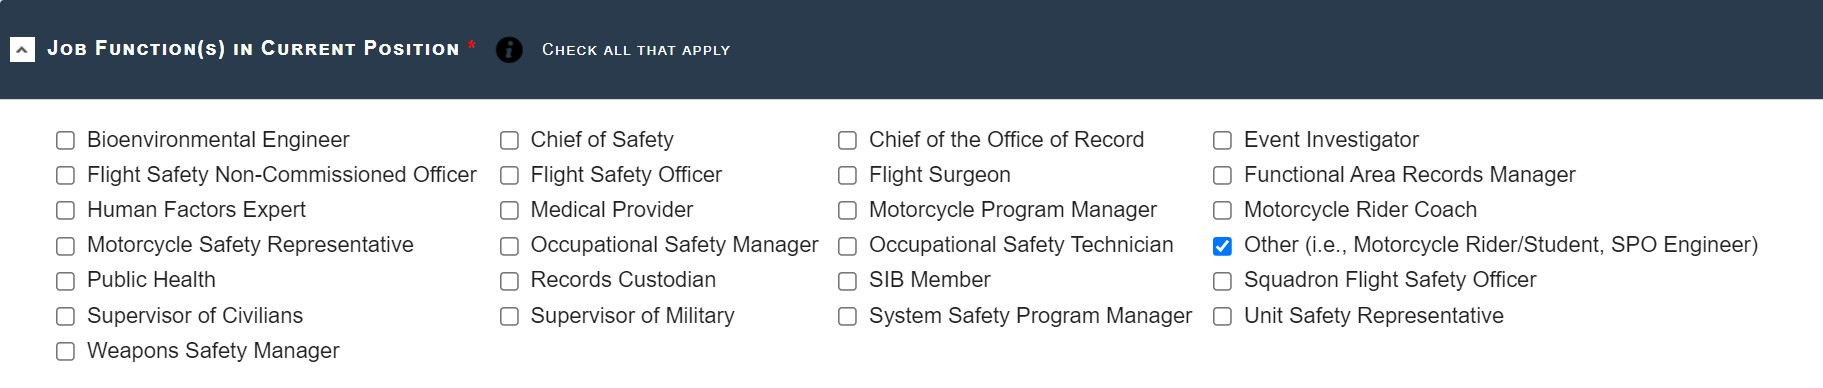 Job Function(s) in Current Position * i Check all that apply
Bioenvironmental Engineer Chief of Safety Chief of the Office of Record Event Investigator
Flight Safety Non-Commissioned Officer Flight Safety Officer Flight Surgeon Functional Area Records Manager
Human Factors Expert Medical Provider Motorcycle Program Manager Motorcycle Rider Coach
Motorcycle Safety Representative Occupational Safety Manager Occupational Safety Technician Other (i.e., Motorcycle Rider/Student, SPO Engineer)
Public Health Records Custodian SIB Member Squadron Flight Safety Officer
Supervisor of Civilians Supervisor of Military System Safety Program Manager Unit Safety Representative
Weapons Safety Manager